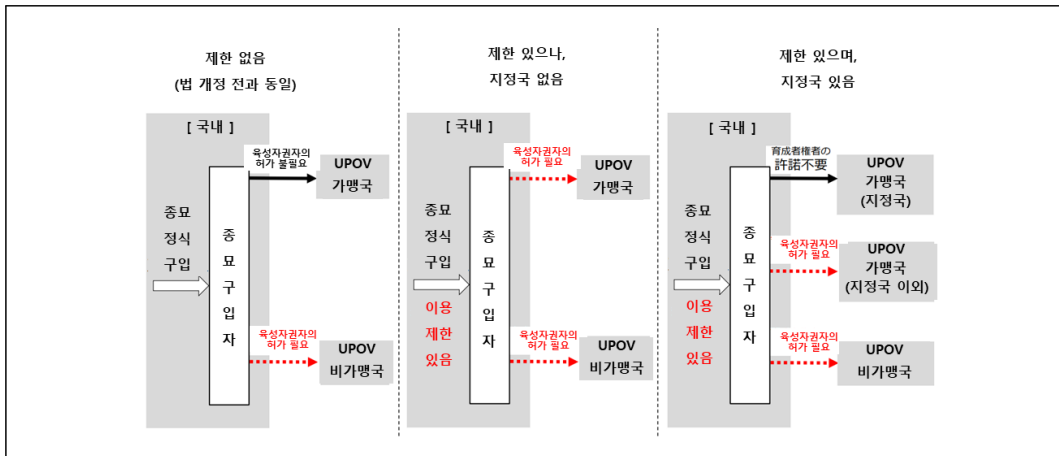 제한 없음
(법 개정 전과 동일)
[ 국내 ]
육성자권자의
허가 불필요
UPOV
가맹국
종묘
정식
구입
종
묘
구
입
자
육성자권자의
허가 필요
UPOV
비가맹국
제한 있으나,
지정국 없음
[ 국내 ]
육성자권자의
허가 필요
UPOV
가맹국
종묘
정식
구입
이용
제한
있음
종
묘
구
입
자
육성자권자의
허가 필요
UPOV
비가맹국
제한 있으며,
지정국 있음
[ 국내 ]
育成者権者の
許諾不要
UPOV
가맹국
(지정국)
종묘
정식
구입
이용
제한
있음
종
묘
구
입
자
육성자권자의
허가 필요
UPOV
가맹국
(지정국 이외)
육성자권자의
허가 필요
UPOV
비가맹국